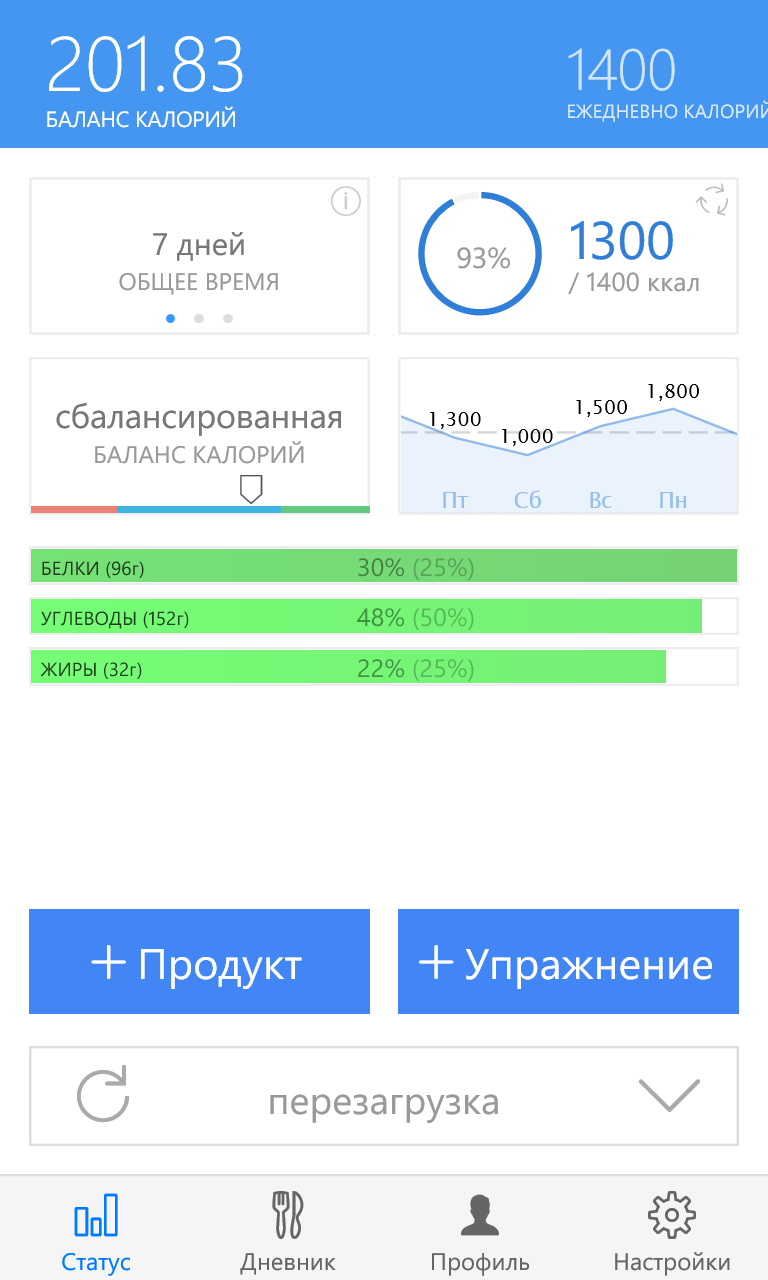 201.83
БАЛАНС КАЛОРИЙ
1400
ЕЖЕДНЕВНО КАЛОРИЙ
7 дней
ОБЩЕЕ ВРЕМЯ
93%
1300
/ 1400 ккал
сбалансированная
БАЛАНС КАЛОРИЙ
1,300
1,000
1,500
1,800
Пт
Сб
Вс
Пн
БЕЛКИ (96г) 30% (25%)
УГЛЕВОДЫ (152г) 48% (50%)
ЖИРЫ (32г) 22% (25%)
+ Продукт
+ Упражнение
перезагрузка
Статус
Дневник
Профиль
Настройки